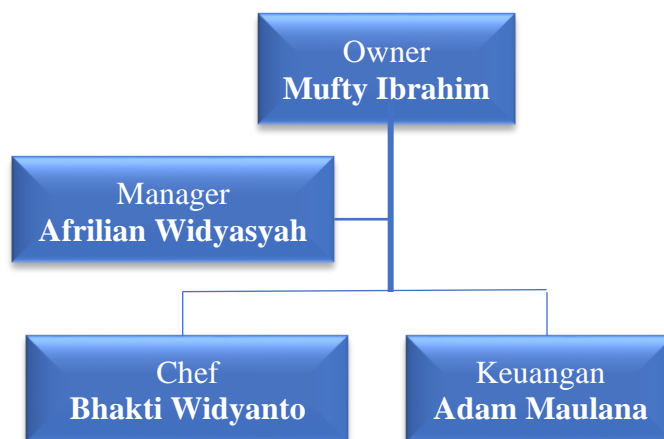 Owner
Mufty Ibrahim
Manager
Afrilian Widyasyah
Chef
Bhakti Widyanto
Keuangan
Adam Maulana